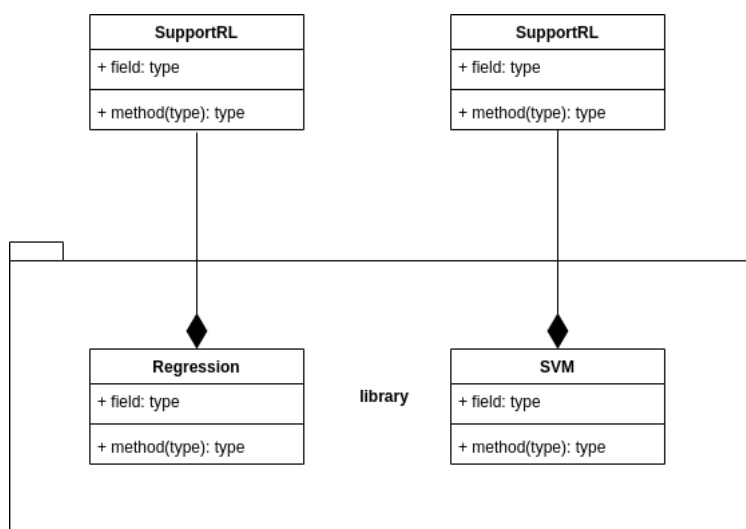 SupportRL
+ field: type
+ method(type): type
SupportRL
+ field: type
+ method(type): type
Regression
+ field: type
+ method(type): type
library
SVM
+ field: type
+ method(type): type